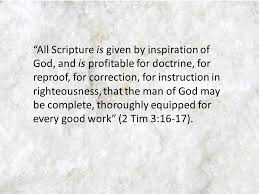 “All Scripture is given by inspiration of
God, and is profitable for doctrine, for
reproof, for correction, for instruction in
righteousness, that the man of God may
be complete, thoroughly equipped for
every good work” (2 Tim 3:16-17).